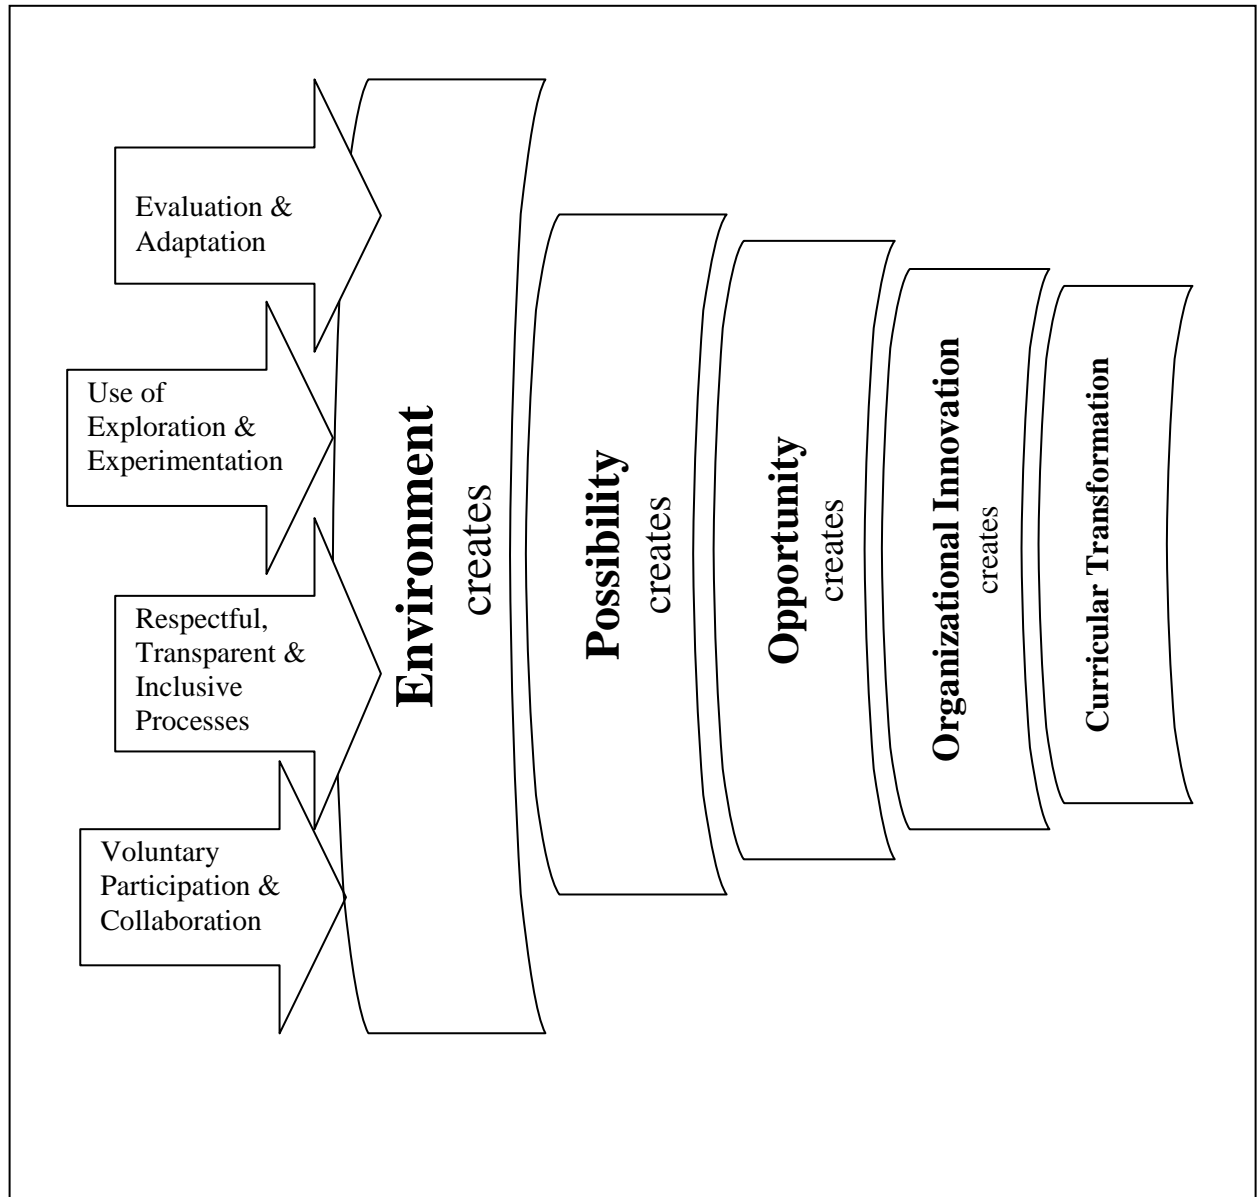 Evaluation &
Adaptation
Use of
Exploration &
Experimentation
Respectful,
Transparent &
Inclusive
Processes
Voluntary
Participation &
Collaboration
Environment
creates
Possibility
creates
Opportunity
creates
Organizational Innovation
creates
Curricular Transformation